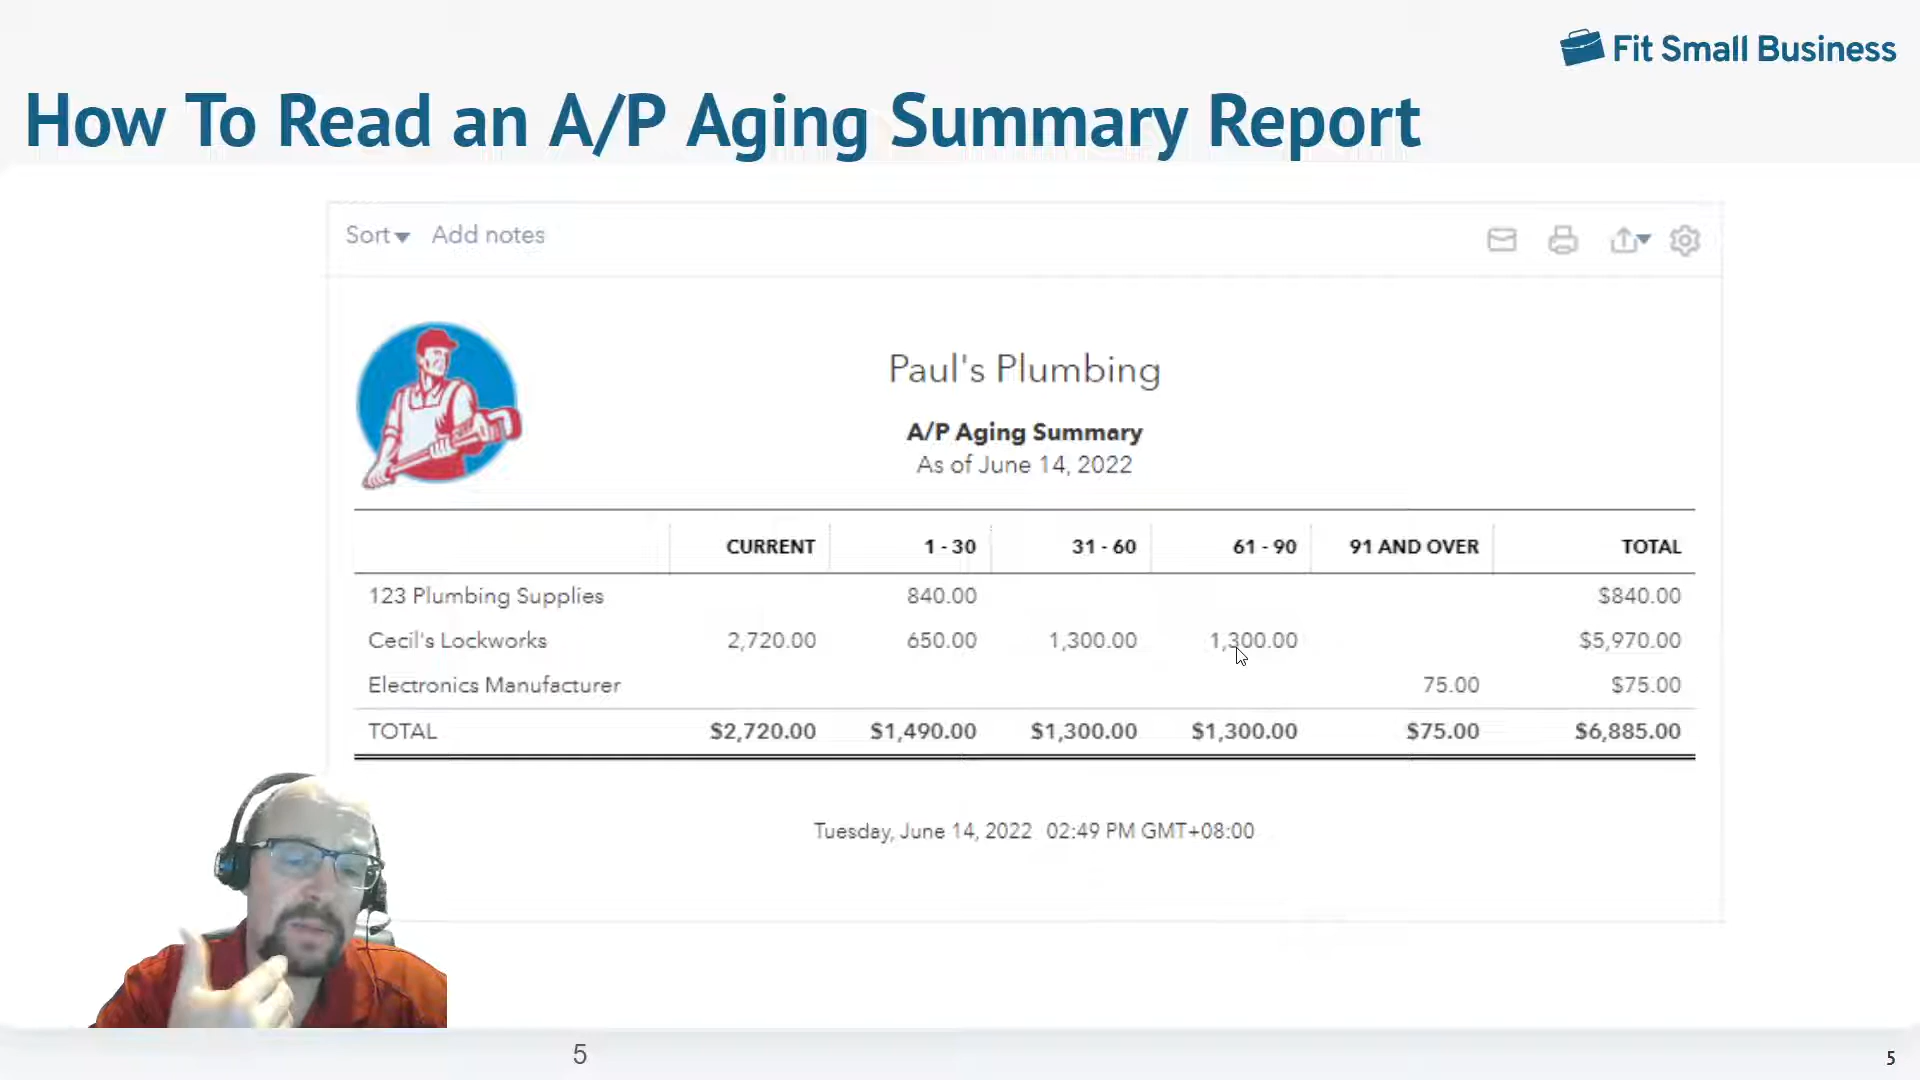 Fit Small Business
How To Read an A/P Aging Summary Report
Sort Add notes
Paul's Plumbing
A/P Aging Summary
As of June 14, 2022
CURRENT 1 - 30 31 - 60 61 - 90 91 AND OVER TOTAL
123 Plumbing Supplies 840.00 $840.00
Cecil's Lockworks 2,720.00 650.00 1,300.00 1,300.00 $5,970.00
Electronics Manufacturer 75.00 $75.00
TOTAL $2,720.00 $1,490.00 $1,300.00 $1,300.00 $75.00 $6,885.00
Tuesday, June 14, 2022 02:49 PM GMT+08:00
5 5